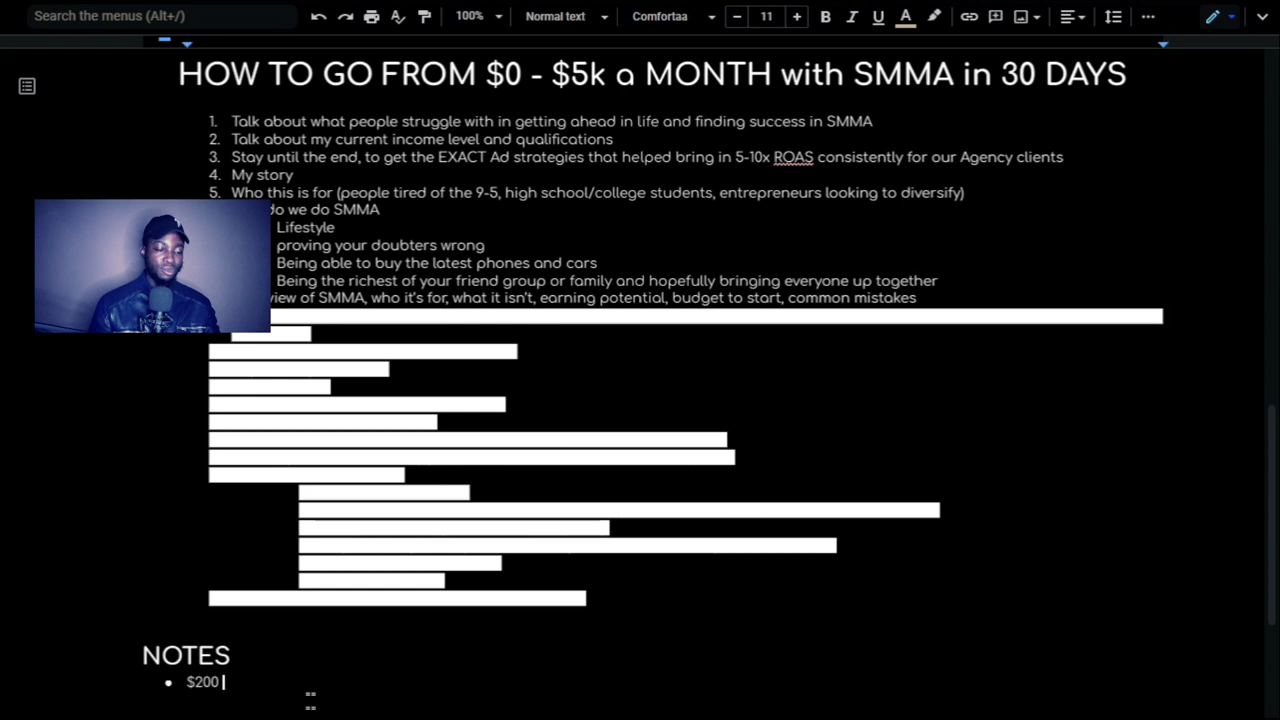 Search the menus (Alt+/)
100%
Normal text
Comfortaa
11
B I U A
HOW TO GO FROM $0 - $5k a MONTH with SMMA in 30 DAYS
1. Talk about what people struggle with in getting ahead in life and finding success in SMMA
2. Talk about my current income level and qualifications
3. Stay until the end, to get the EXACT Ad strategies that helped bring in 5-10x ROAS consistently for our Agency clients
4. My story
5. Who this is for (people tired of the 9-5, high school/college students, entrepreneurs looking to diversify)
do we do SMMA
Lifestyle
proving your doubters wrong
Being able to buy the latest phones and cars
Being the richest of your friend group or family and hopefully bringing everyone up together
view of SMMA, who it's for, what it isn't, earning potential, budget to start, common mistakes
NOTES
● $200